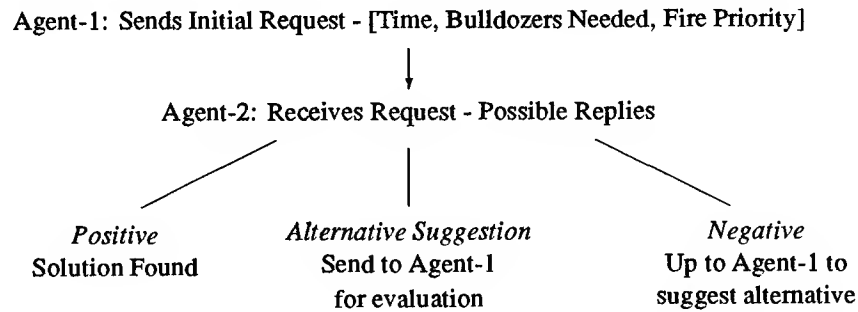 Agent-1: Sends Initial Request - [Time, Bulldozers Needed, Fire Priority]
Agent-2: Receives Request - Possible Replies
Positive
Solution Found
Alternative Suggestion
Send to Agent-1
for evaluation
Negative
Up to Agent-1 to
suggest alternative